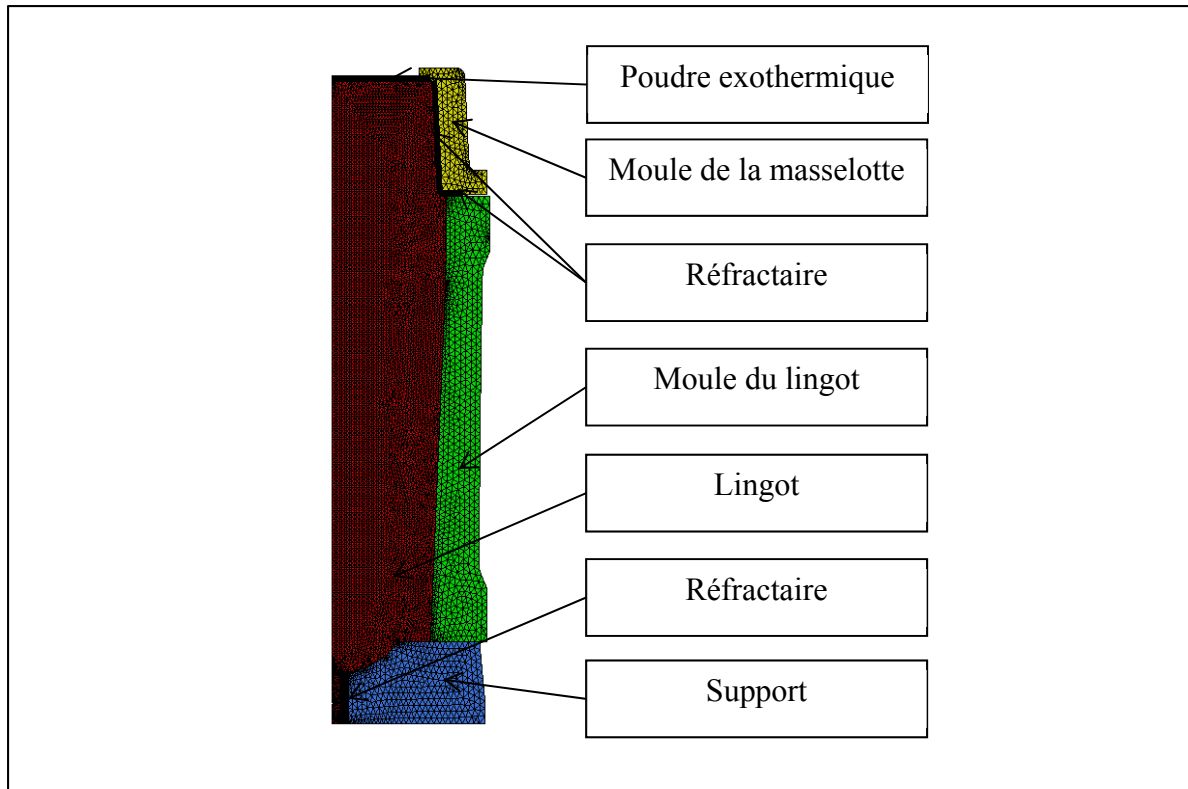 Poudre exothermique
Moule de la masselotte
Réfractaire
Moule du lingot
Lingot
Réfractaire
Support